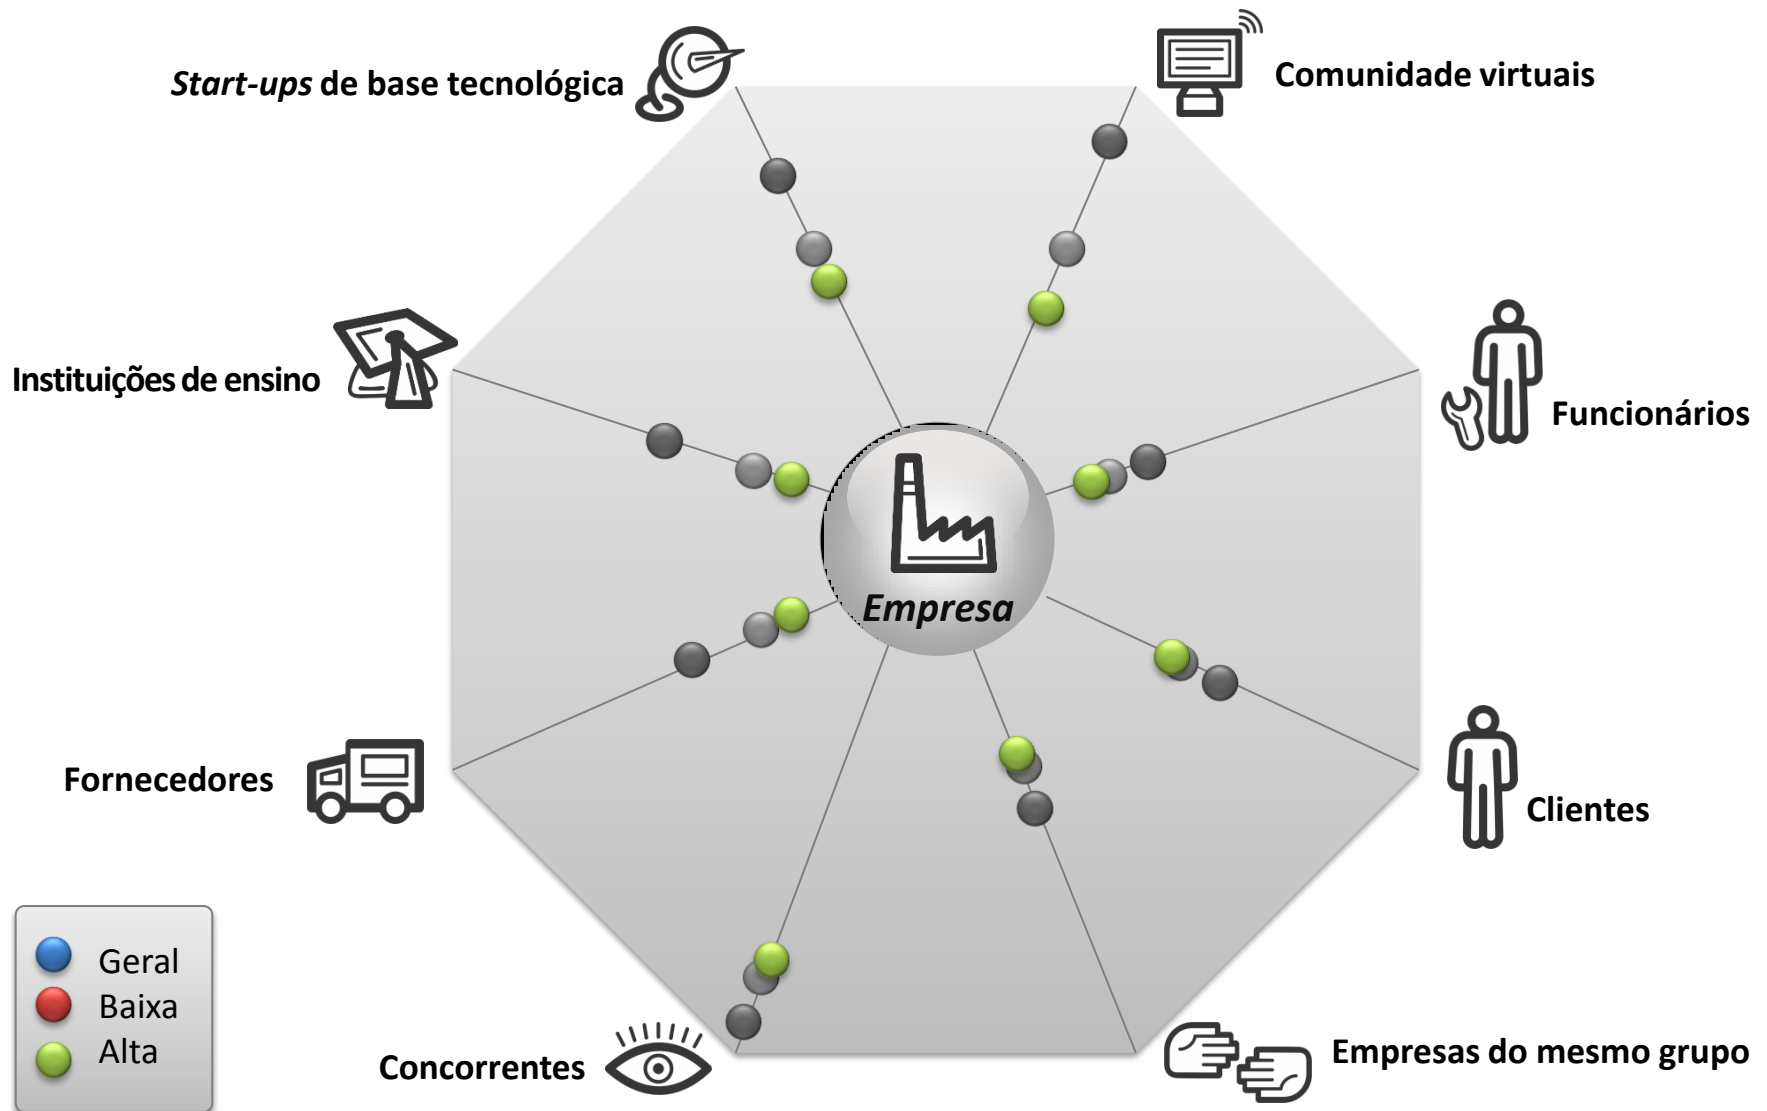 Start-ups de base tecnológica
Comunidade virtuais
Instituições de ensino
Funcionários
Empresa
Fornecedores
Clientes
Geral
Baixa
Alta
Concorrentes
Empresas do mesmo grupo